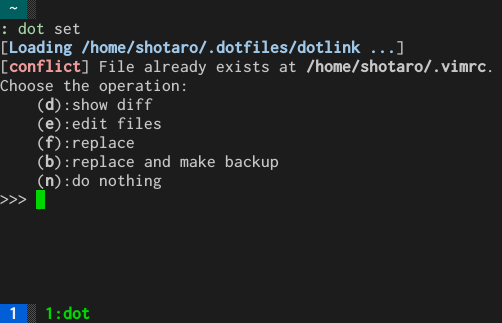 ~
: dot set
[Loading /home/shotaro/.dotfiles/dotlink ...]
[conflict] File already exists at /home/shotaro/.vimrc.
Choose the operation:
    (d):show diff
    (e):edit files
    (f):replace
    (b):replace and make backup
    (n):do nothing
>>>
1  1:dot